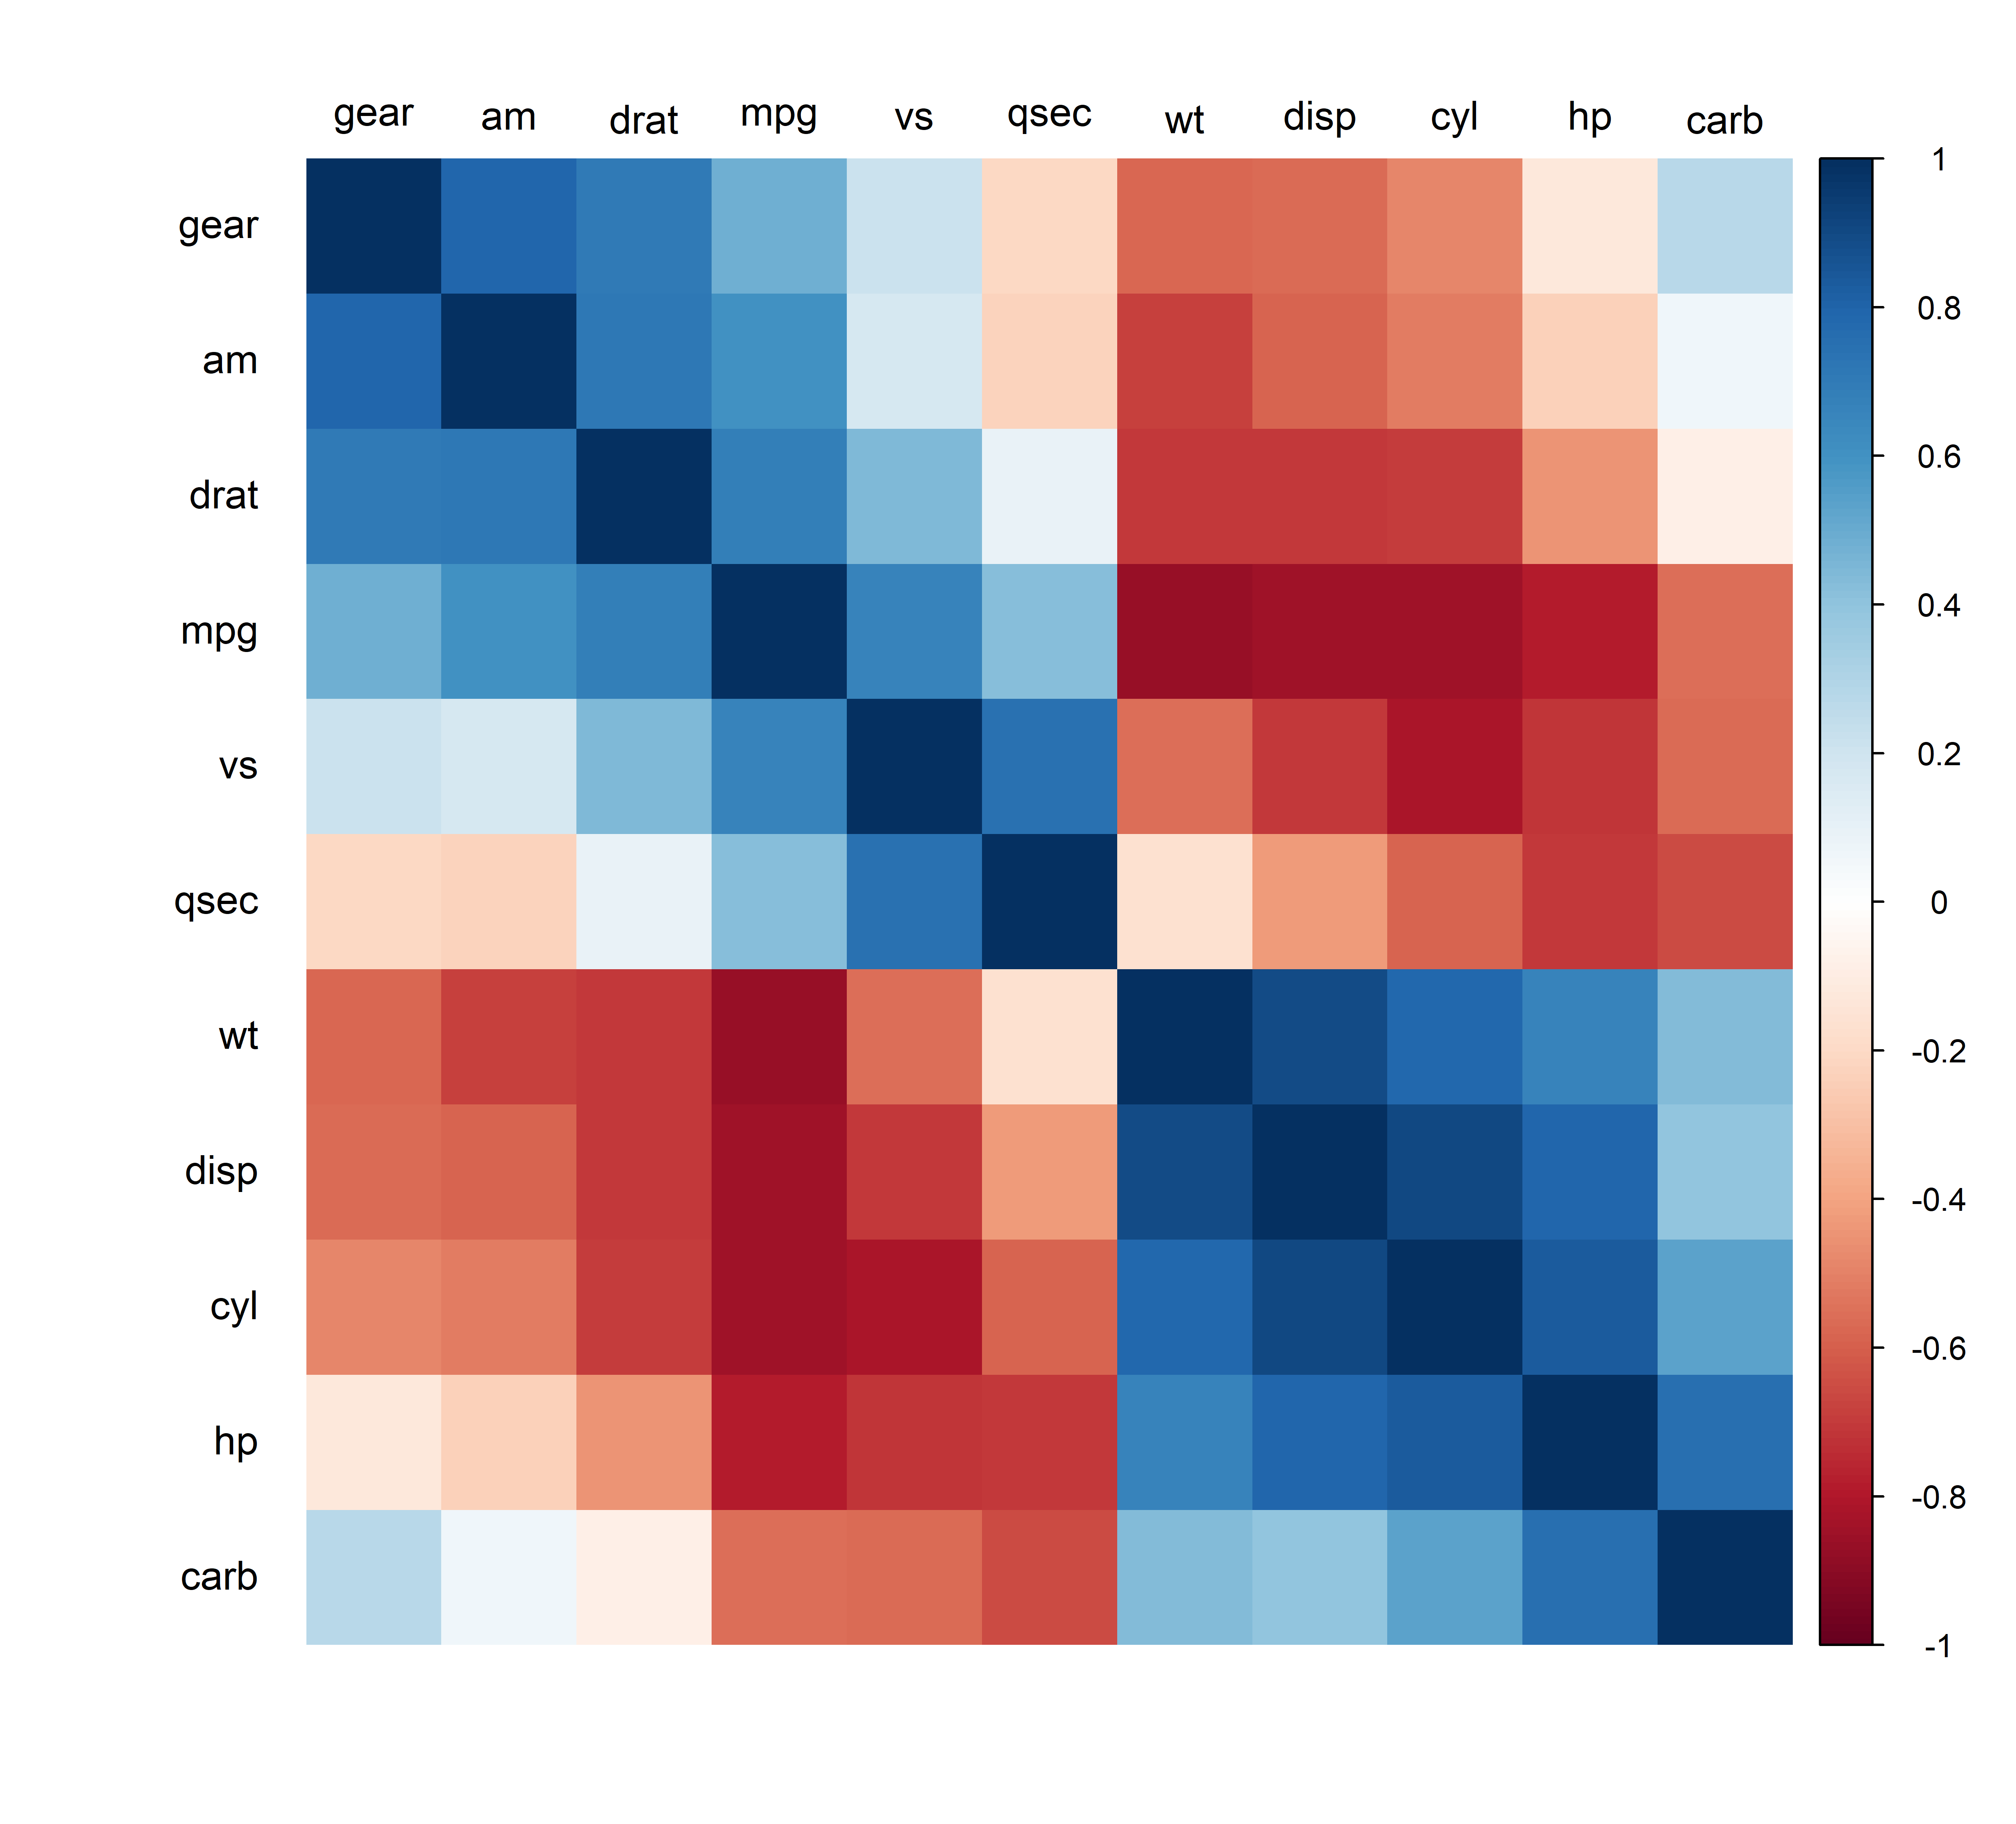 gear am drat mpg vs qsec wt disp cyl hp carb
gear
am
drat
mpg
vs
qsec
wt
disp
cyl
hp
carb
1
0.8
0.6
0.4
0.2
0
-0.2
-0.4
-0.6
-0.8
-1